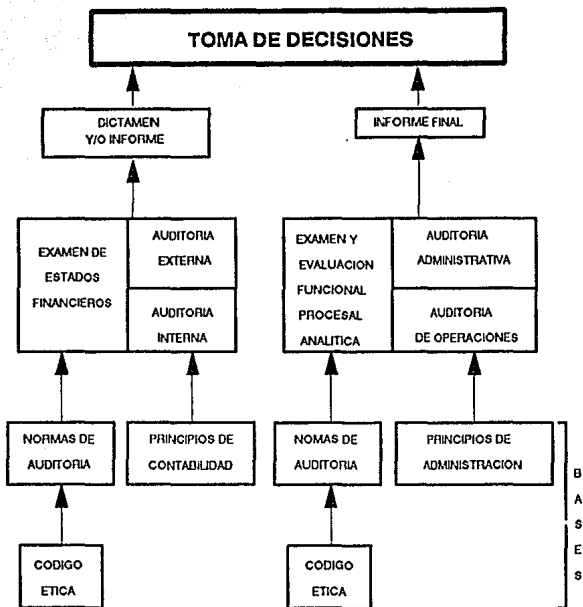 TOMA DE DECISIONES
DICTAMEN
Y/O INFORME
INFORME FINAL
EXAMEN DE
ESTADOS
FINANCIEROS
AUDITORIA
EXTERNA
AUDITORIA
INTERNA
EXAMEN Y
EVALUACION
FUNCIONAL
PROCESAL
ANALITICA
AUDITORIA
ADMINISTRATIVA
AUDITORIA
DE OPERACIONES
NORMAS DE
AUDITORIA
PRINCIPIOS DE
CONTABILIDAD
NOMAS DE
AUDITORIA
PRINCIPIOS DE
ADMINISTRACION
CODIGO
ETICA
CODIGO
ETICA
B
A
S
E
S